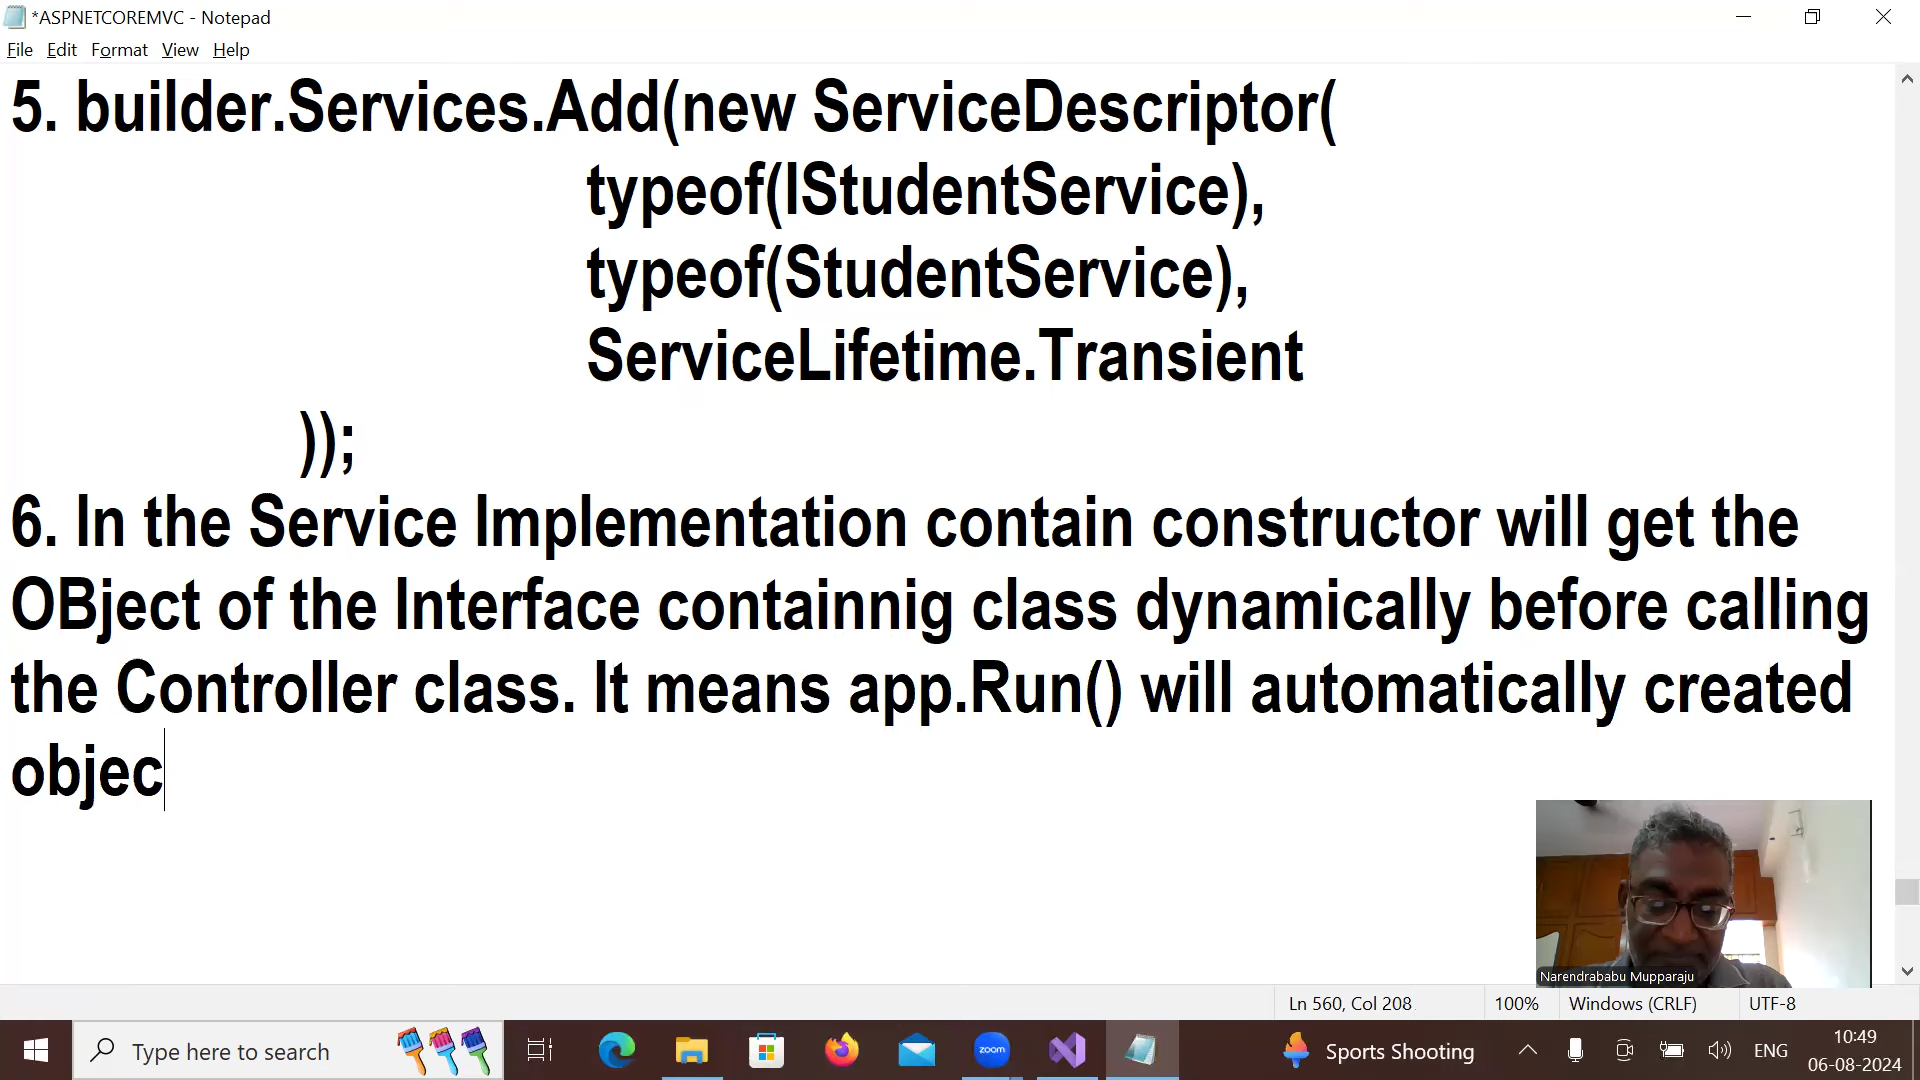 *ASPNETCOREMVC - Notepad
File Edit Format View Help
5. builder.Services.Add(new ServiceDescriptor(
typeof(IStudentService),
typeof(StudentService),
ServiceLifetime.Transient
));
6. In the Service Implementation contain constructor will get the
OBject of the Interface containnig class dynamically before calling
the Controller class. It means app.Run() will automatically created
objec
Narendrababu Mupparaju
Ln 560, Col 208 100% Windows (CRLF) UTF-8
Type here to search zoom Sports Shooting ENG 10:49
06-08-2024